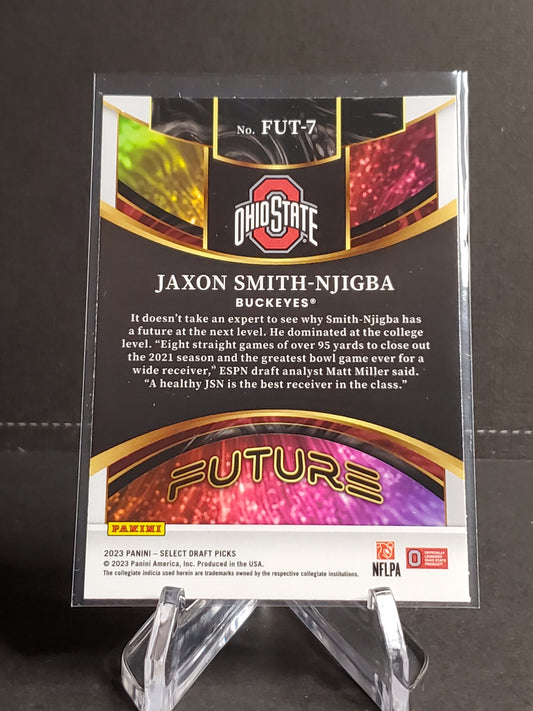 No. FUT-7
OHIO STATE
JAXON SMITH-NJIGBA
BUCKEYES®
It doesn't take an expert to see why Smith-Njigba has
a future at the next level. He dominated at the college
level. "Eight straight games of over 95 yards to close out
the 2021 season and the greatest bowl game ever for a
wide receiver," ESPN draft analyst Matt Miller said.
"A healthy JSN is the best receiver in the class."
FUTURE
PANINI
2023 PANINI – SELECT DRAFT PICKS
© 2023 Panini America, Inc. Produced in the USA.
The collegiate indicia used herein are trademarks owned by the respective collegiate institutions.
NFLPA
OFFICIALLY
LICENSED
OHIO STATE
PRODUCT